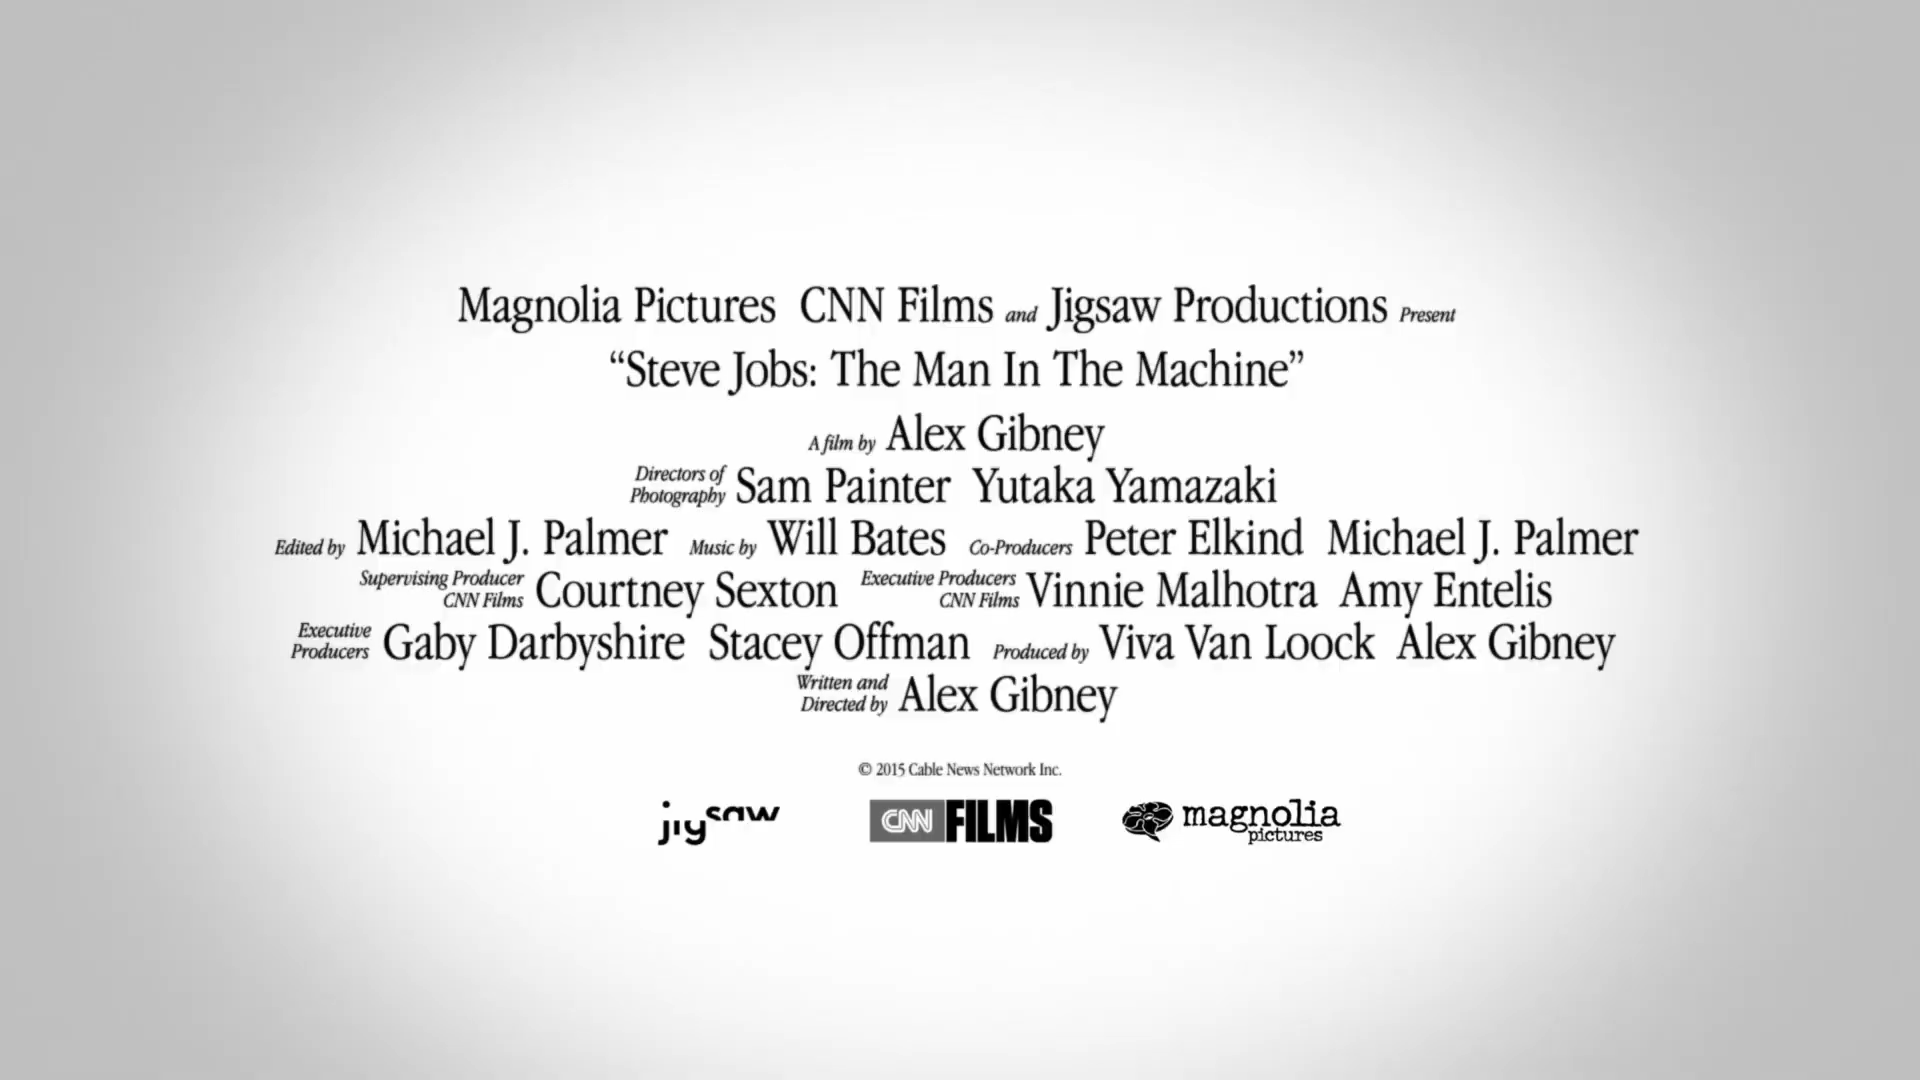 Magnolia Pictures CNN Films and Jigsaw Productions Present
“Steve Jobs: The Man In The Machine”
A film by Alex Gibney
Directors of Photography Sam Painter Yutaka Yamazaki
Edited by Michael J. Palmer Music by Will Bates Co-Producers Peter Elkind Michael J. Palmer
Supervising Producer CNN Films Courtney Sexton Executive Producers CNN Films Vinnie Malhotra Amy Entelis
Executive Producers Gaby Darbyshire Stacey Offman Produced by Viva Van Loock Alex Gibney
Written and Directed by Alex Gibney
© 2015 Cable News Network Inc.
jigsaw CNN FILMS magnolia pictures